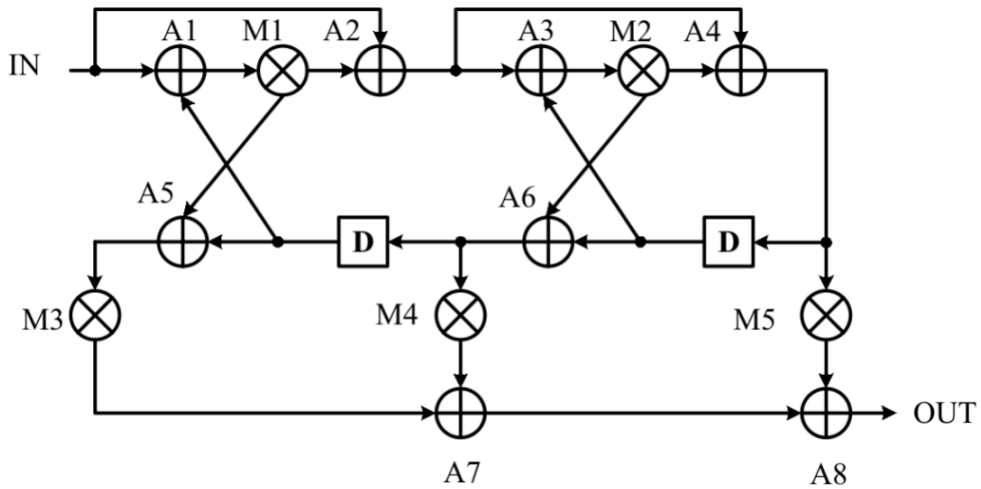 A1 M1 A2 A3 M2 A4
IN
A5 A6
D D
M3 M4 M5
OUT
A7 A8